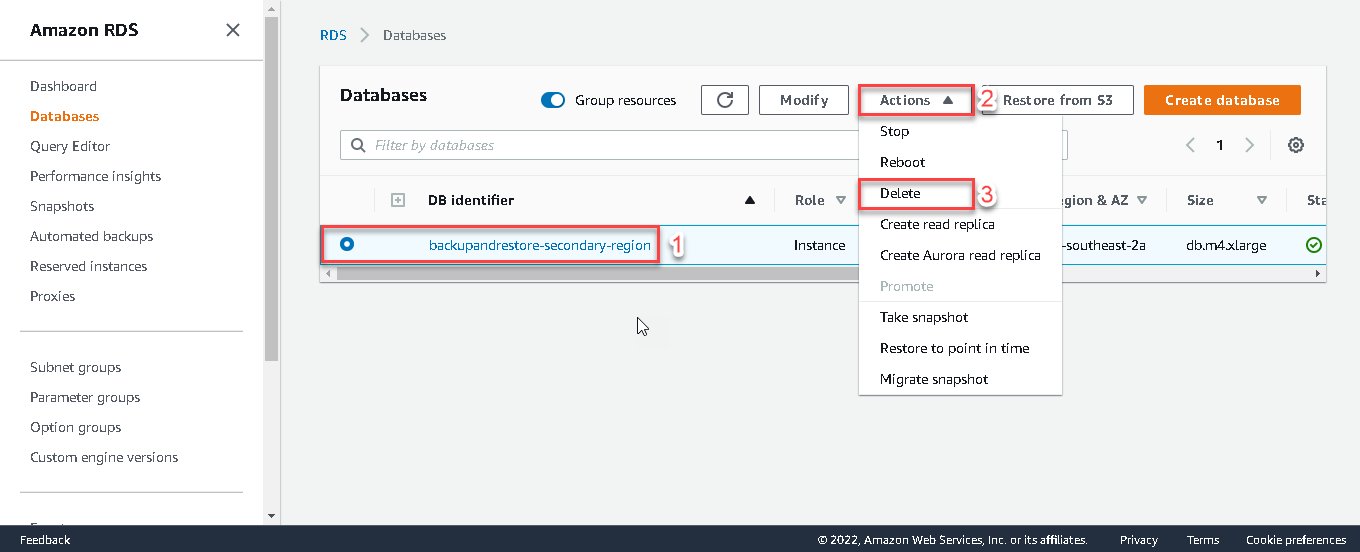 Amazon RDS
Dashboard
Databases
Query Editor
Performance insights
Snapshots
Automated backups
Reserved instances
Proxies
Subnet groups
Parameter groups
Option groups
Custom engine versions
RDS > Databases
Databases
Group resources
Modify
Actions
2
Restore from S3
Create database
Filter by databases
1
Stop
Reboot
Delete
3
Create read replica
Create Aurora read replica
Promote
Take snapshot
Restore to point in time
Migrate snapshot
DB identifier
Role
egion & AZ
Size
Sta
backupandrestore-secondary-region
1
Instance
-southeast-2a
db.m4.xlarge
Feedback
© 2022, Amazon Web Services, Inc. or its affiliates.
Privacy
Terms
Cookie preferences